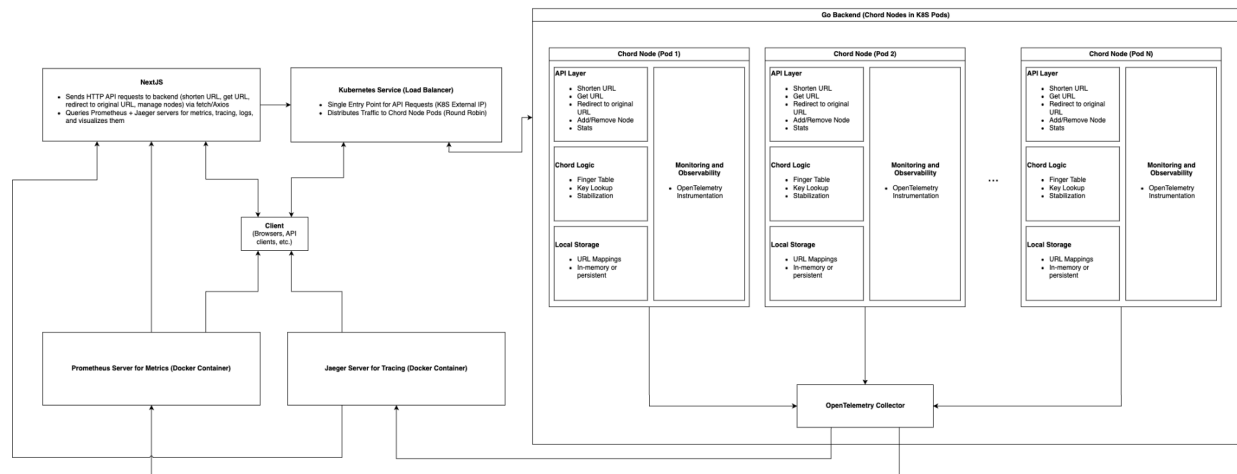 Go Backend (Chord Nodes in K8S Pods)
NextJS
• Sends HTTP API requests to backend (shorten URL, get URL,
redirect to original URL, manage nodes) via fetch/Axios
• Queries Prometheus + Jaeger servers for metrics, tracing, logs,
and visualizes them
Kubernetes Service (Load Balancer)
• Single Entry Point for API Requests (K8S External IP)
• Distributes Traffic to Chord Node Pods (Round Robin)
Client
(Browsers, API
clients, etc.)
Prometheus Server for Metrics (Docker Container)
Jaeger Server for Tracing (Docker Container)
Chord Node (Pod 1)
API Layer
• Shorten URL
• Get URL
• Redirect to original
URL
• Add/Remove Node
• Stats
Chord Logic
• Finger Table
• Key Lookup
• Stabilization
Local Storage
• URL Mappings
• In-memory or
persistent
Monitoring and
Observability
• OpenTelemetry
Instrumentation
Chord Node (Pod 2)
API Layer
• Shorten URL
• Get URL
• Redirect to original
URL
• Add/Remove Node
• Stats
Chord Logic
• Finger Table
• Key Lookup
• Stabilization
Local Storage
• URL Mappings
• In-memory or
persistent
Monitoring and
Observability
• OpenTelemetry
Instrumentation
...
Chord Node (Pod N)
API Layer
• Shorten URL
• Get URL
• Redirect to original
URL
• Add/Remove Node
• Stats
Chord Logic
• Finger Table
• Key Lookup
• Stabilization
Local Storage
• URL Mappings
• In-memory or
persistent
Monitoring and
Observability
• OpenTelemetry
Instrumentation
OpenTelemetry Collector